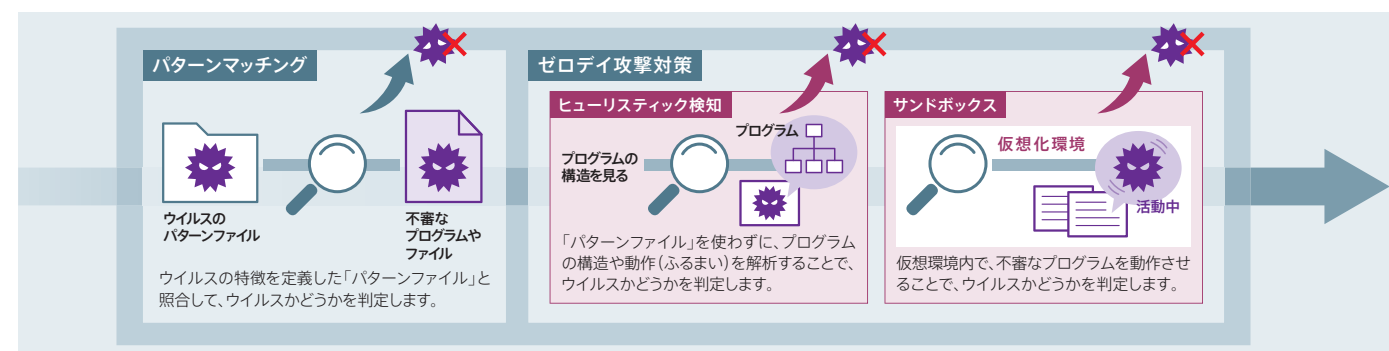 パターンマッチング
ウイルスの
パターンファイル
不審な
プログラムや
ファイル
ウイルスの特徴を定義した「パターンファイル」と
照合して、ウイルスかどうかを判定します。
ゼロデイ攻撃対策
ヒューリスティック検知
プログラムの
構造を見る
プログラム
「パターンファイル」を使わずに、プログラム
の構造や動作(ふるまい)を解析することで、
ウイルスかどうかを判定します。
サンドボックス
仮想化環境
活動中
仮想環境内で、不審なプログラムを動作させ
ることで、ウイルスかどうかを判定します。